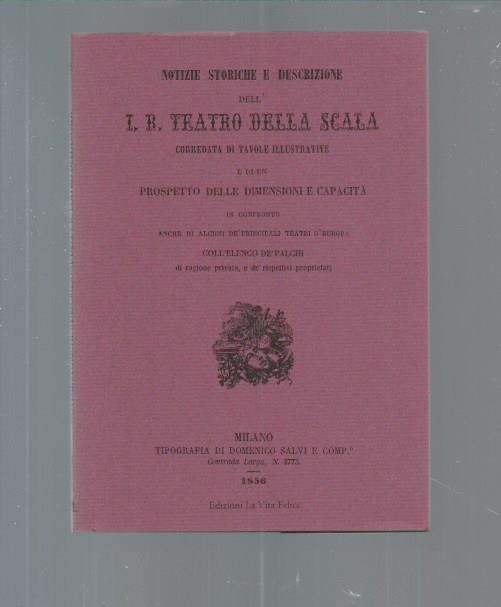 NOTIZIE STORICHE E DESCRIZIONE
DELL'
I. R. TEATRO DELLA SCALA
CORREDATA DI TAVOLE ILLUSTRATIVE
E DI UN
PROSPETTO DELLE DIMENSIONI E CAPACITÀ
IN CONFRONTO
ANCHE DI ALCUNI DE' PRINCIPALI TEATRI D'EUROPA
COLL'ELENCO DE' PALCHI
di ragione privata, e de' rispettivi proprietarj
MILANO
TIPOGRAFIA DI DOMENICO SALVI E COMP.°
Contrada Larga, N. 4773.
1856
Edizioni La Vita Felice